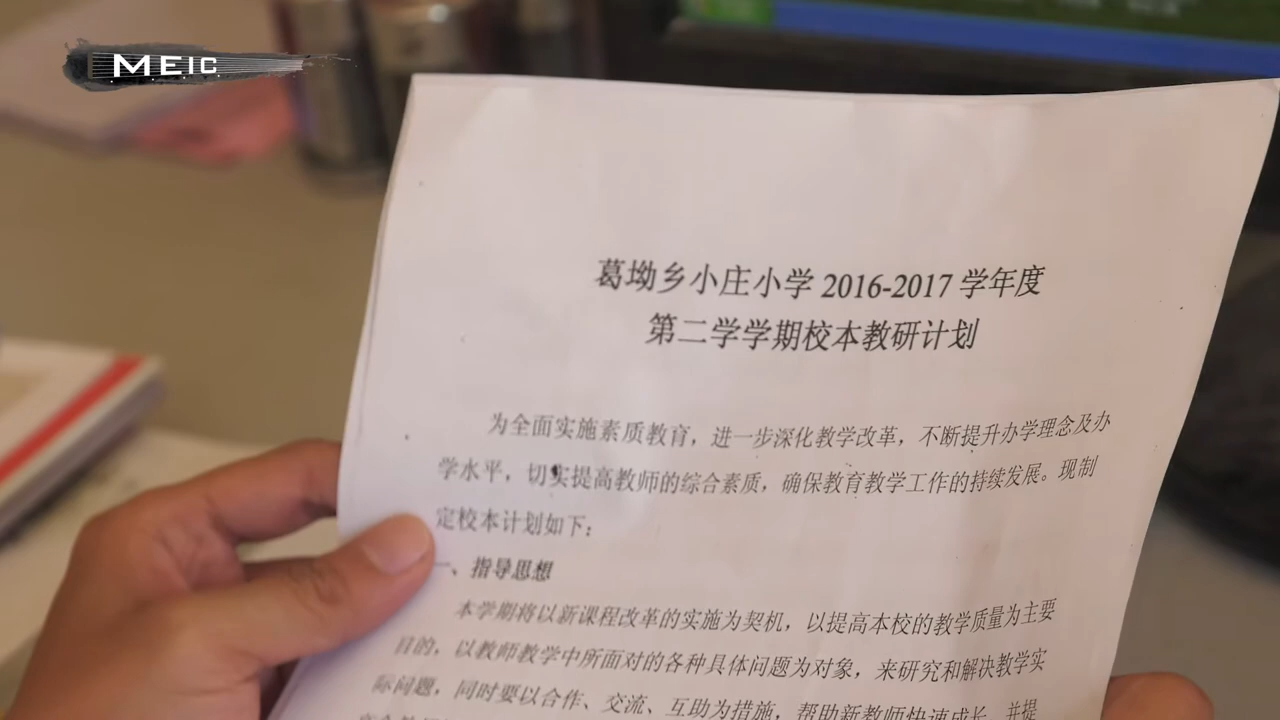 MEIC
葛坳乡小庄小学 2016-2017 学年度
第二学学期校本教研计划
为全面实施素质教育，进一步深化教学改革，不断提升办学理念及办
学水平，切实提高教师的综合素质，确保教育教学工作的持续发展。现制
定校本计划如下：
一、指导思想
本学期将以新课程改革的实施为契机，以提高本校的教学质量为主要
目的，以教师教学中所面对的各种具体问题为对象，来研究和解决教学实
际问题，同时要以合作、交流、互助为措施，帮助新教师快速成长，并提